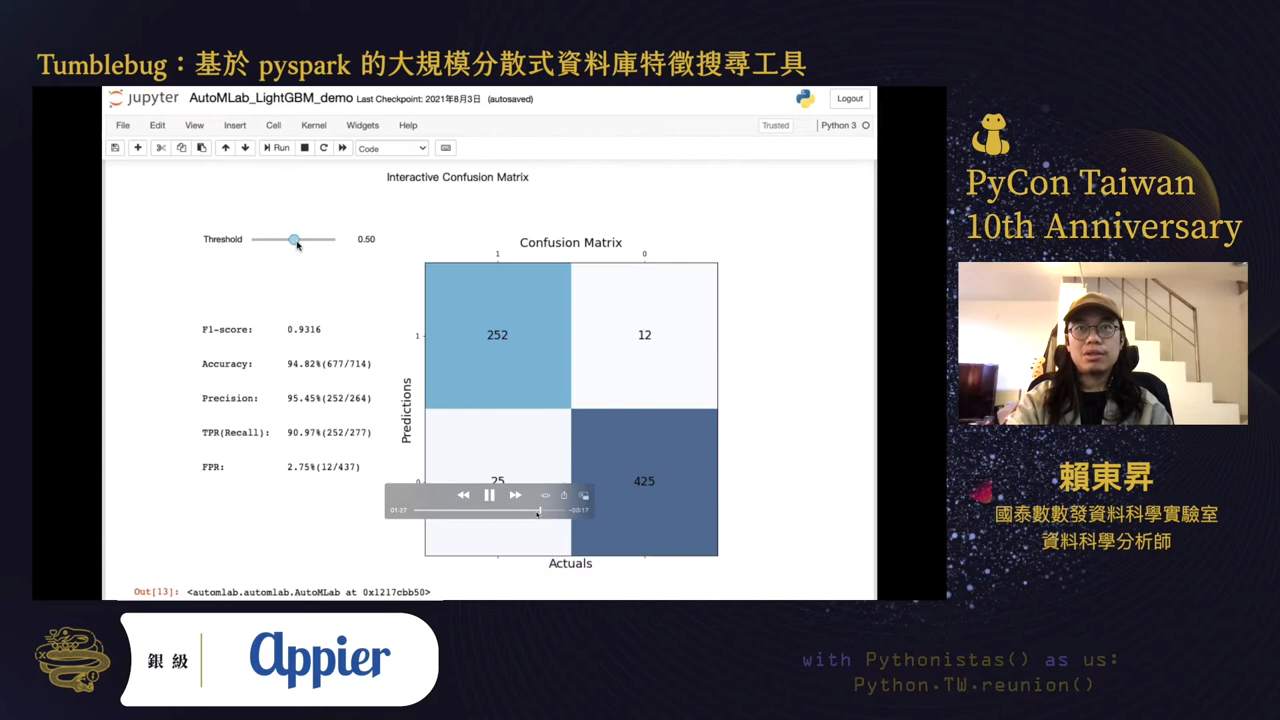 Tumblebug：基於 pyspark 的大規模分散式資料庫特徵搜尋工具
jupyter AutoMLab_LightGBM_demo Last Checkpoint: 2021年8月3日 (autosaved)
Logout
File Edit View Insert Cell Kernel Widgets Help
Trusted
Python 3
Run
Code
Interactive Confusion Matrix
Threshold 0.50
F1-score: 0.9316
Accuracy: 94.82%(677/714)
Precision: 95.45%(252/264)
TPR(Recall): 90.97%(252/277)
FPR: 2.75%(12/437)
Confusion Matrix
1 0
1 252 12
Predictions
0 25 425
01:27 -00:17
Actuals
Out[13]: <automlab.automlab.AutoMLab at 0x1217cbb50>
PyCon Taiwan
10th Anniversary
賴東昇
國泰數數發資料科學實驗室
資料科學分析師
銀級
Appier
with Pythonistas() as us:
Python.TW.reunion()